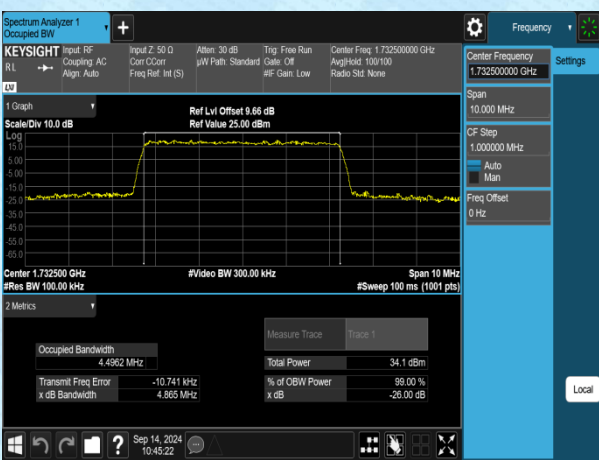 Spectrum Analyzer 1
Occupied BW
+
Frequency
KEYSIGHT
R L
LXI
Input: RF
Coupling: AC
Align: Auto
Input Z: 50 Ω
Corr CCorr
Freq Ref: Int (S)
Atten: 30 dB
µW Path: Standard
Trig: Free Run
Gate: Off
#IF Gain: Low
Center Freq: 1.732500000 GHz
Avg|Hold: 100/100
Radio Std: None
Center Frequency
1.732500000 GHz
Settings
Span
10.000 MHz
CF Step
1.000000 MHz
Auto
Man
Freq Offset
0 Hz
Local
1 Graph
Scale/Div 10.0 dB
Ref Lvl Offset 9.66 dB
Ref Value 25.00 dBm
Log
15.0
5.00
-5.00
-15.0
-25.0
-35.0
-45.0
-55.0
-65.0
Center 1.732500 GHz
#Video BW 300.00 kHz
Span 10 MHz
#Res BW 100.00 kHz
#Sweep 100 ms (1001 pts)
2 Metrics
Measure Trace
Trace 1
Occupied Bandwidth
4.4962 MHz
Total Power
34.1 dBm
Transmit Freq Error
-10.741 kHz
% of OBW Power
99.00 %
x dB Bandwidth
4.865 MHz
x dB
-26.00 dB
?
Sep 14, 2024
10:45:22